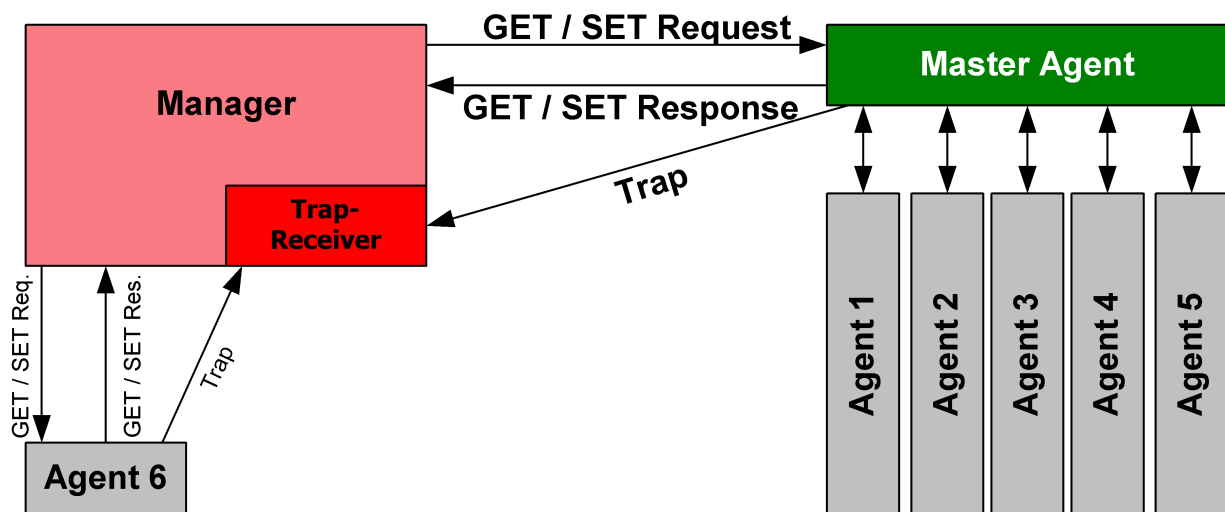 GET / SET Request
Manager
Master Agent
GET / SET Response
Trap
Trap-
Receiver
GET / SET Req.
GET / SET Res.
Trap
Agent 1
Agent 2
Agent 3
Agent 4
Agent 5
Agent 6